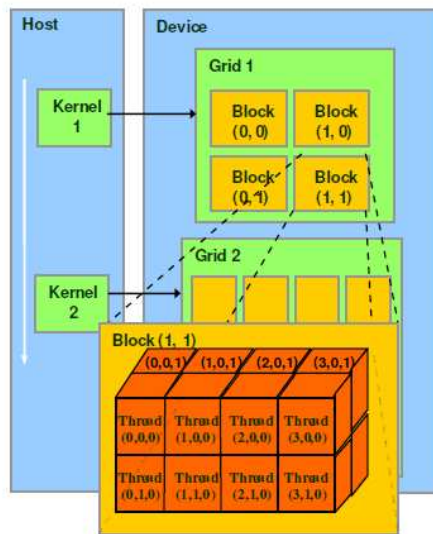 Host
Device
Grid 1
Kernel
1
Block
(0, 0)
Block
(1, 0)
Block
(0, 1)
Block
(1, 1)
Grid 2
Kernel
2
Block (1, 1)
(0,0,1)
(1,0,1)
(2,0,1)
(3,0,1)
Thread
(0,0,0)
Thread
(1,0,0)
Thread
(2,0,0)
Thread
(3,0,0)
Thread
(0,1,0)
Thread
(1,1,0)
Thread
(2,1,0)
Thread
(3,1,0)